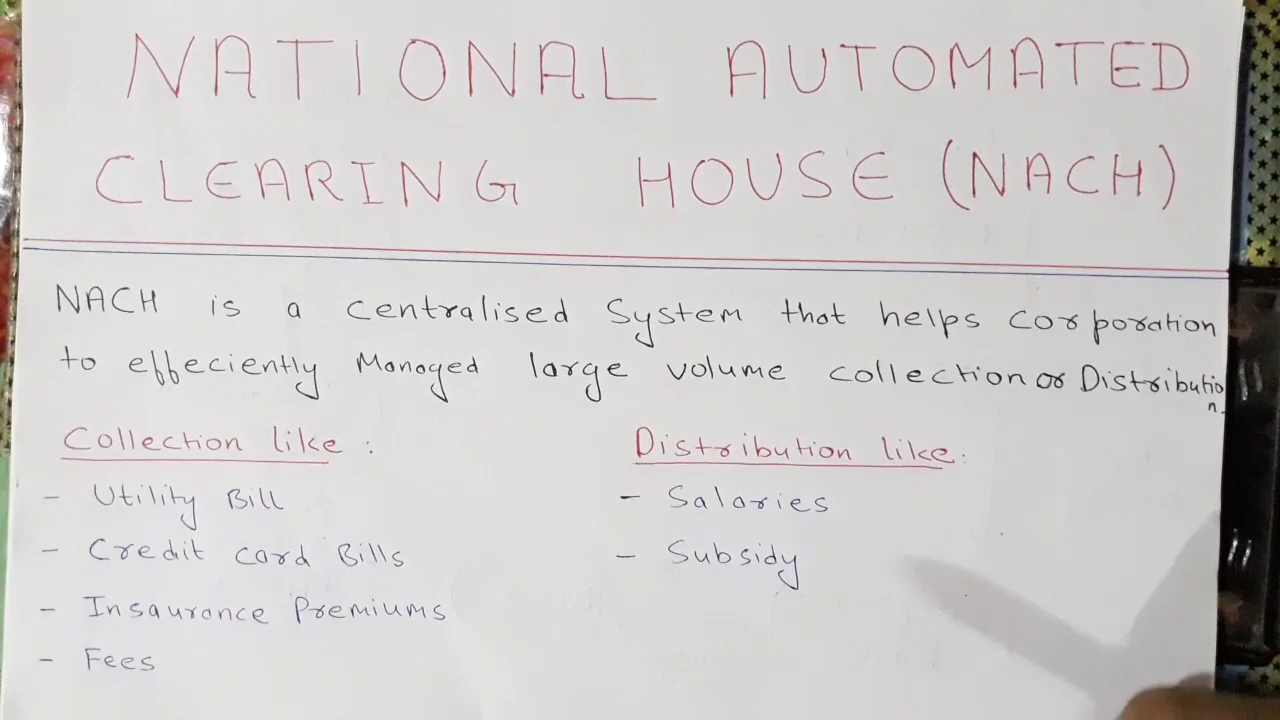 NATIONAL AUTOMATED
CLEARING HOUSE (NACH)
NACH is a centralised System that helps corporation
to effeciently Managed large volume collection or Distribution.
Collection like :
Distribution like :
- Utility Bill
- Salaries
- Credit card Bills
- Subsidy
- Insaurance Premiums
- Fees